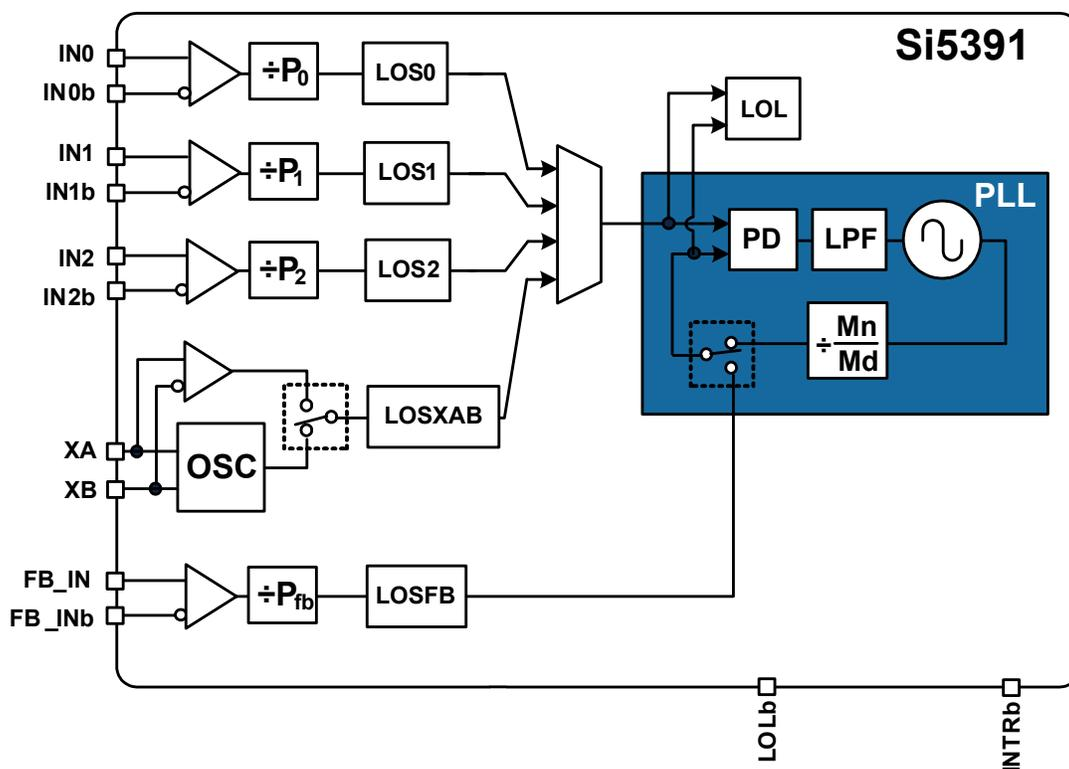 Si5391
IN0
IN0b
÷P0
LOS0
LOL
IN1
IN1b
÷P1
LOS1
PLL
IN2
IN2b
÷P2
LOS2
PD
LPF
÷ Mn
Md
XA
XB
OSC
LOSXAB
FB_IN
FB_INb
÷Pfb
LOSFB
LOLb
INTRb